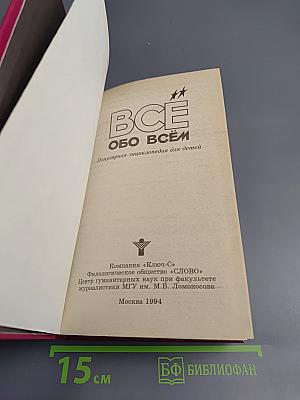 ВСЁ
ОБО ВСЁМ
Популярная энциклопедия для детей
Компания «Ключ-С»
Филологическое общество «СЛОВО»
Центр гуманитарных наук при факультете
журналистики МГУ им. М.В. Ломоносова
Москва 1994
15 см
БФ БИБЛИОФАН